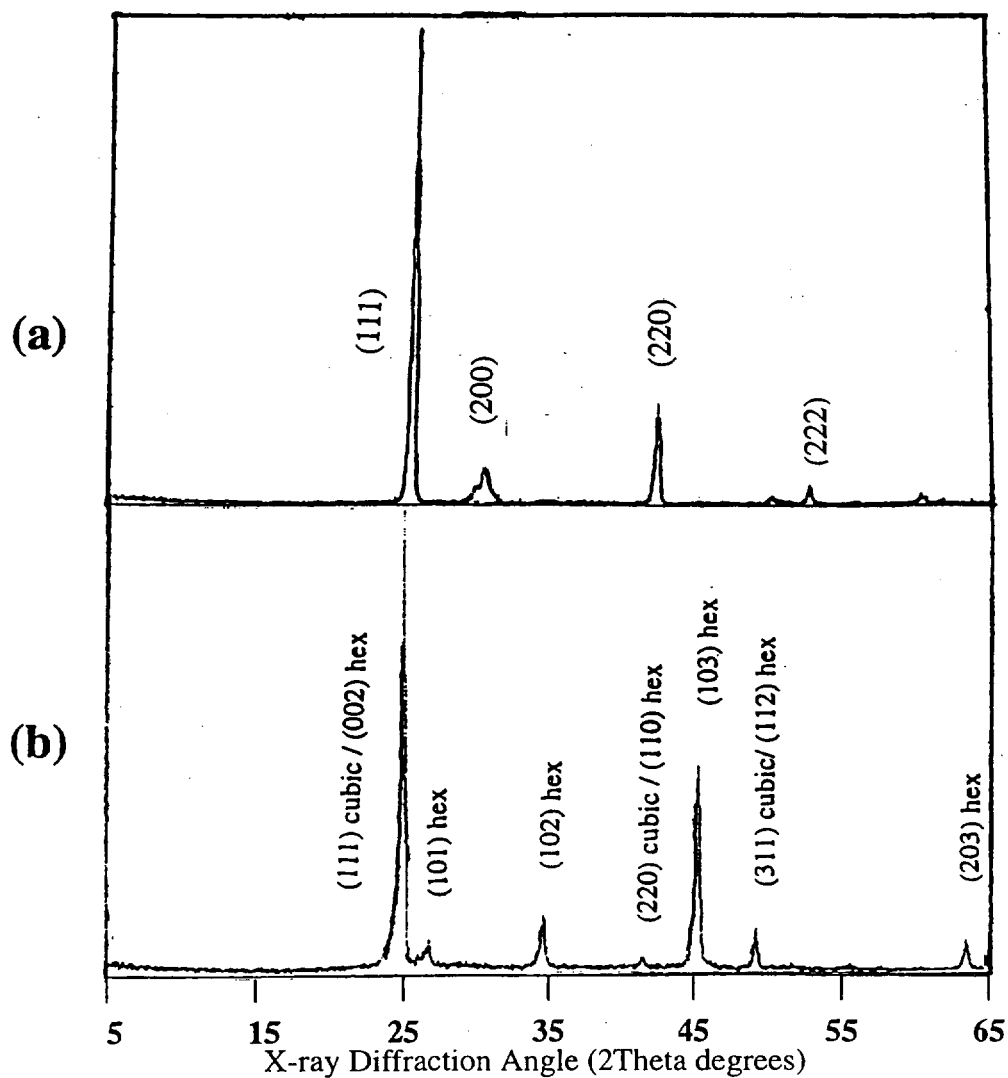 (a)
(111)
(200)
(220)
(222)
(b)
(111) cubic / (002) hex
(101) hex
(102) hex
(220) cubic / (110) hex
(103) hex
(311) cubic/ (112) hex
(203) hex
5 15 25 35 45 55 65
X-ray Diffraction Angle (2Theta degrees)